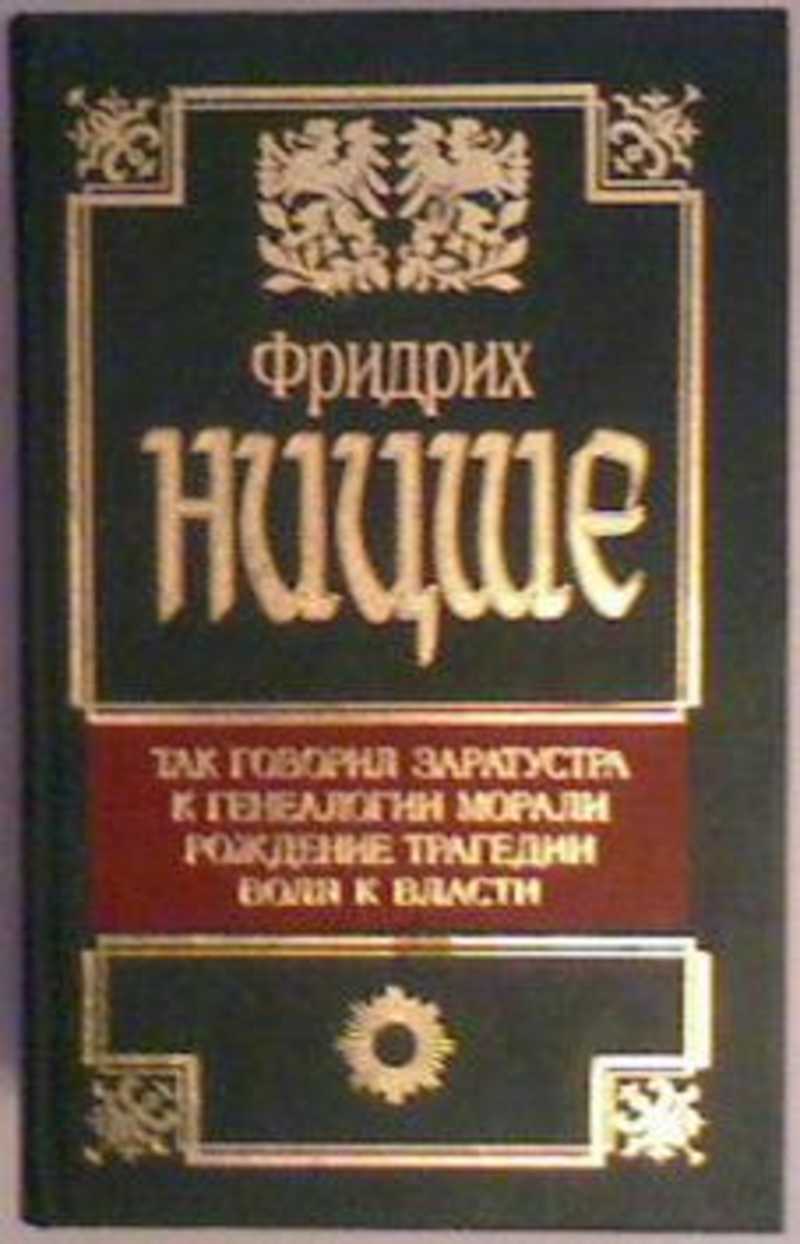 Фридрих
Ницше
ТАК ГОВОРИЛ ЗАРАТУСТРА
К ГЕНЕАЛОГИИ МОРАЛИ
РОЖДЕНИЕ ТРАГЕДИИ
ВОЛЯ К ВЛАСТИ